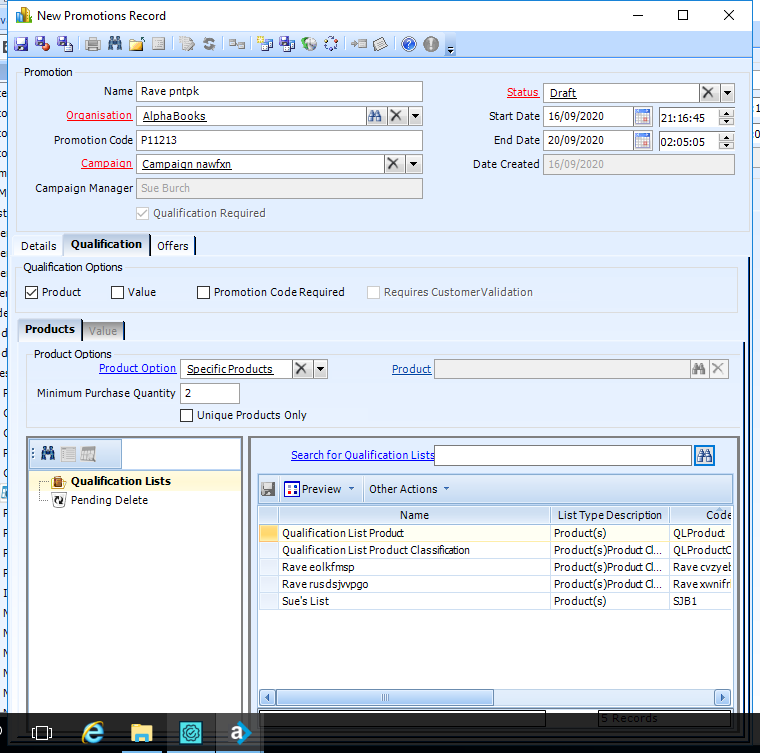 New Promotions Record
Promotion
Name Rave pntpk
Status Draft
Organisation AlphaBooks
Start Date 16/09/2020 21:16:45
Promotion Code P11213
End Date 20/09/2020 02:05:05
Campaign Campaign nawfxn
Date Created 16/09/2020
Campaign Manager Sue Burch
Qualification Required
Details Qualification Offers
Qualification Options
Product Value Promotion Code Required Requires CustomerValidation
Products Value
Product Options
Product Option Specific Products Product
Minimum Purchase Quantity 2
Unique Products Only
Search for Qualification Lists
Qualification Lists
Pending Delete
Preview Other Actions
Name List Type Description Code
Qualification List Product Product(s) QLProduct
Qualification List Product Classification Product(s)Product Cl... QLProductC
Rave eolkfmsp Product(s)Product Cl... Rave cvzyeb
Rave rusdsjvvpgo Product(s)Product Cl... Rave xwnifr
Sue's List Product(s) SJB1
5 Records